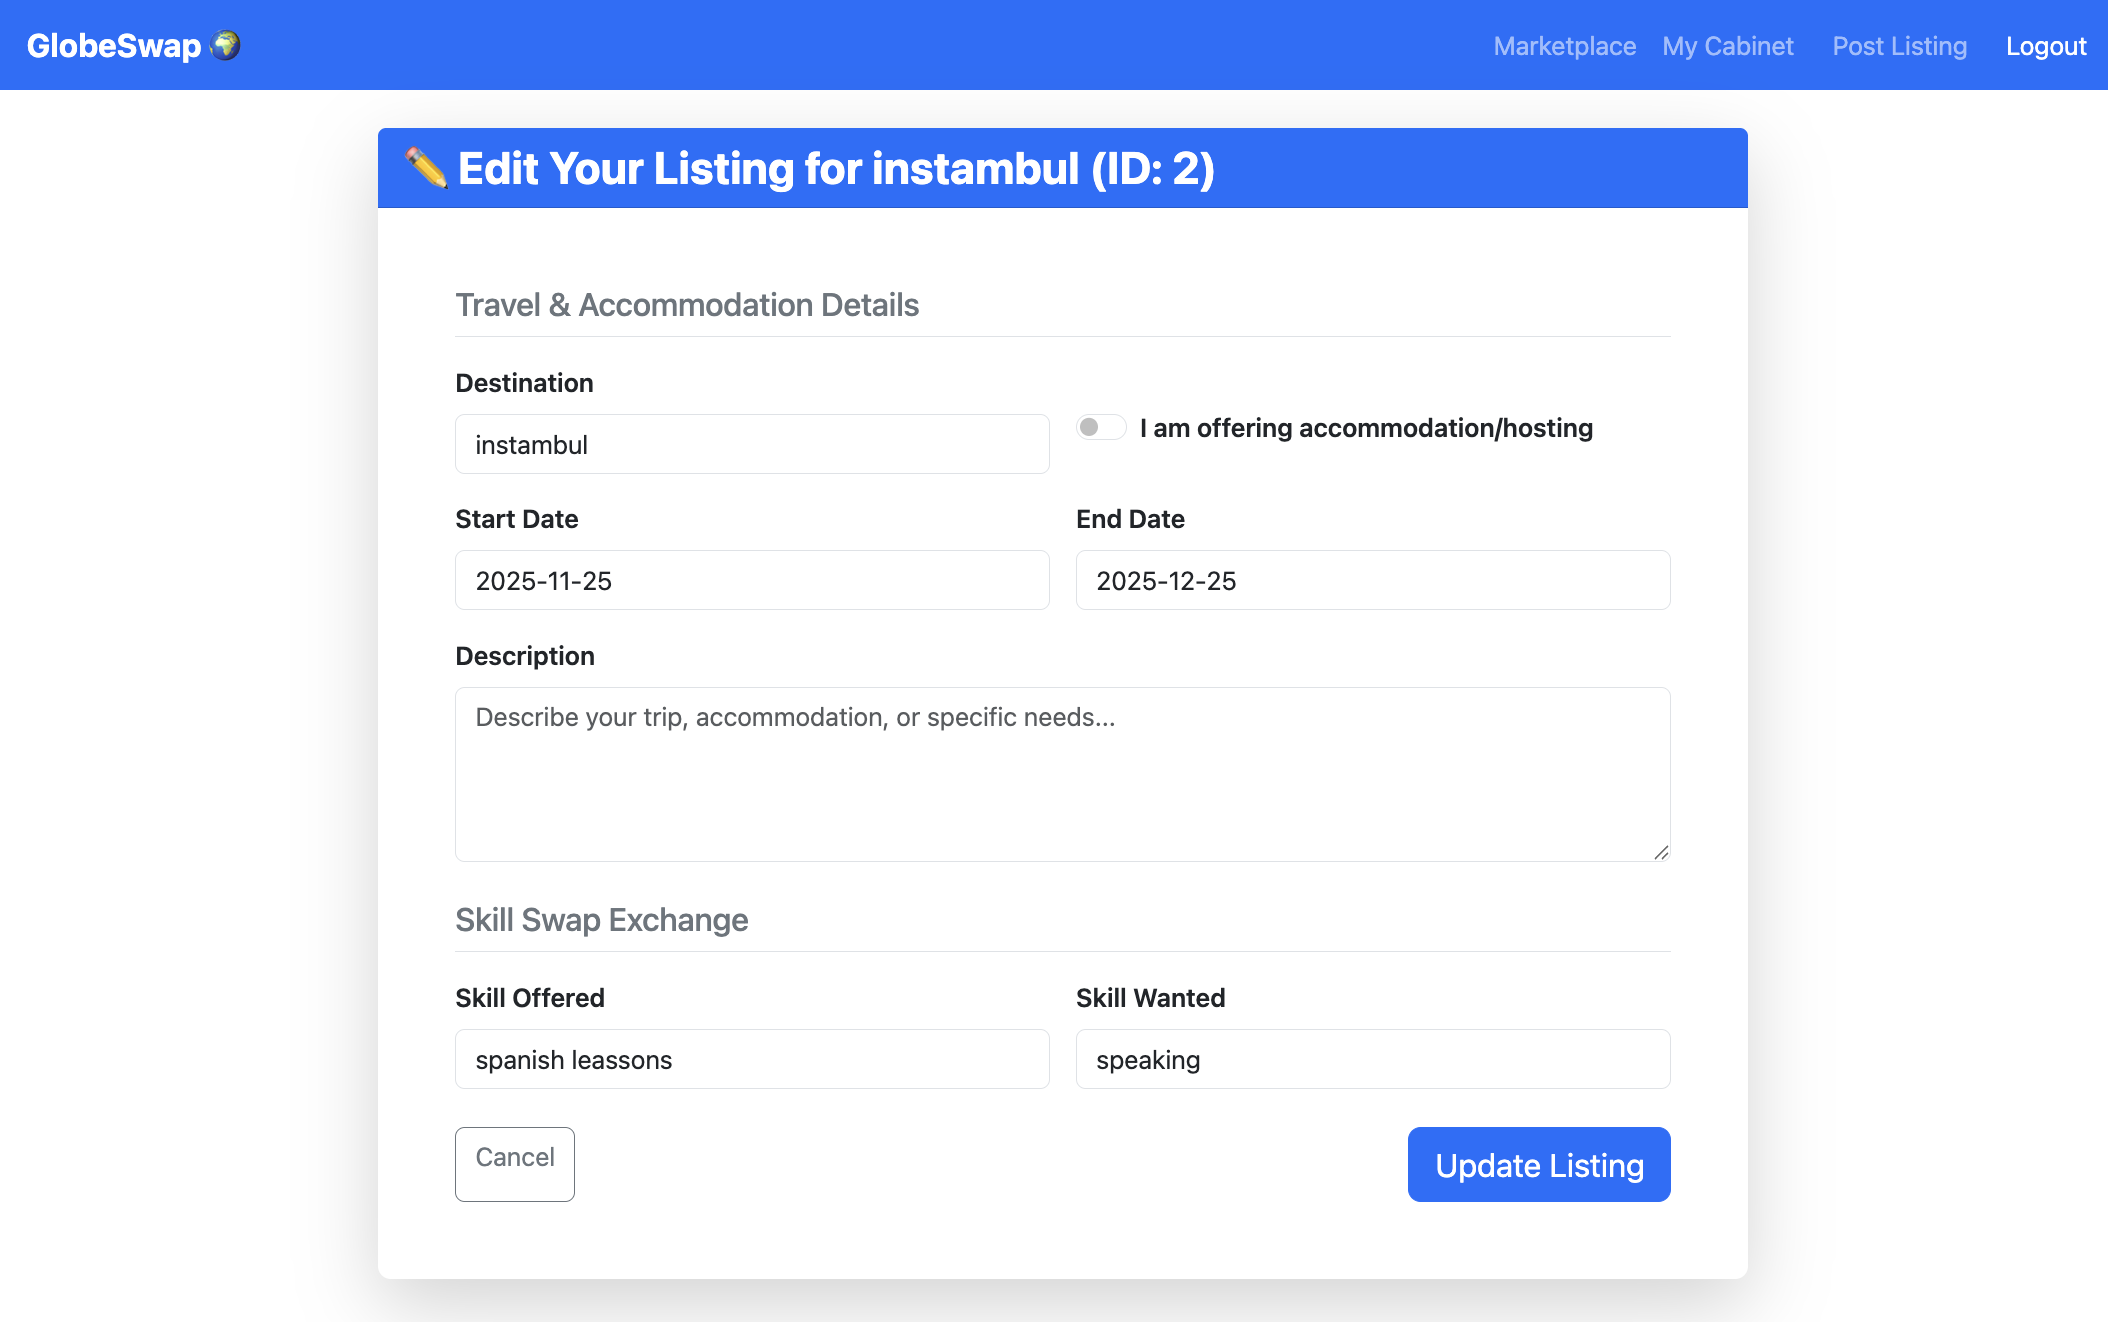 GlobeSwap 🌍 Marketplace My Cabinet Post Listing Logout
✏️ Edit Your Listing for instambul (ID: 2)
Travel & Accommodation Details
Destination
instambul
I am offering accommodation/hosting
Start Date End Date
2025-11-25 2025-12-25
Description
Describe your trip, accommodation, or specific needs...
Skill Swap Exchange
Skill Offered Skill Wanted
spanish leassons speaking
Cancel Update Listing